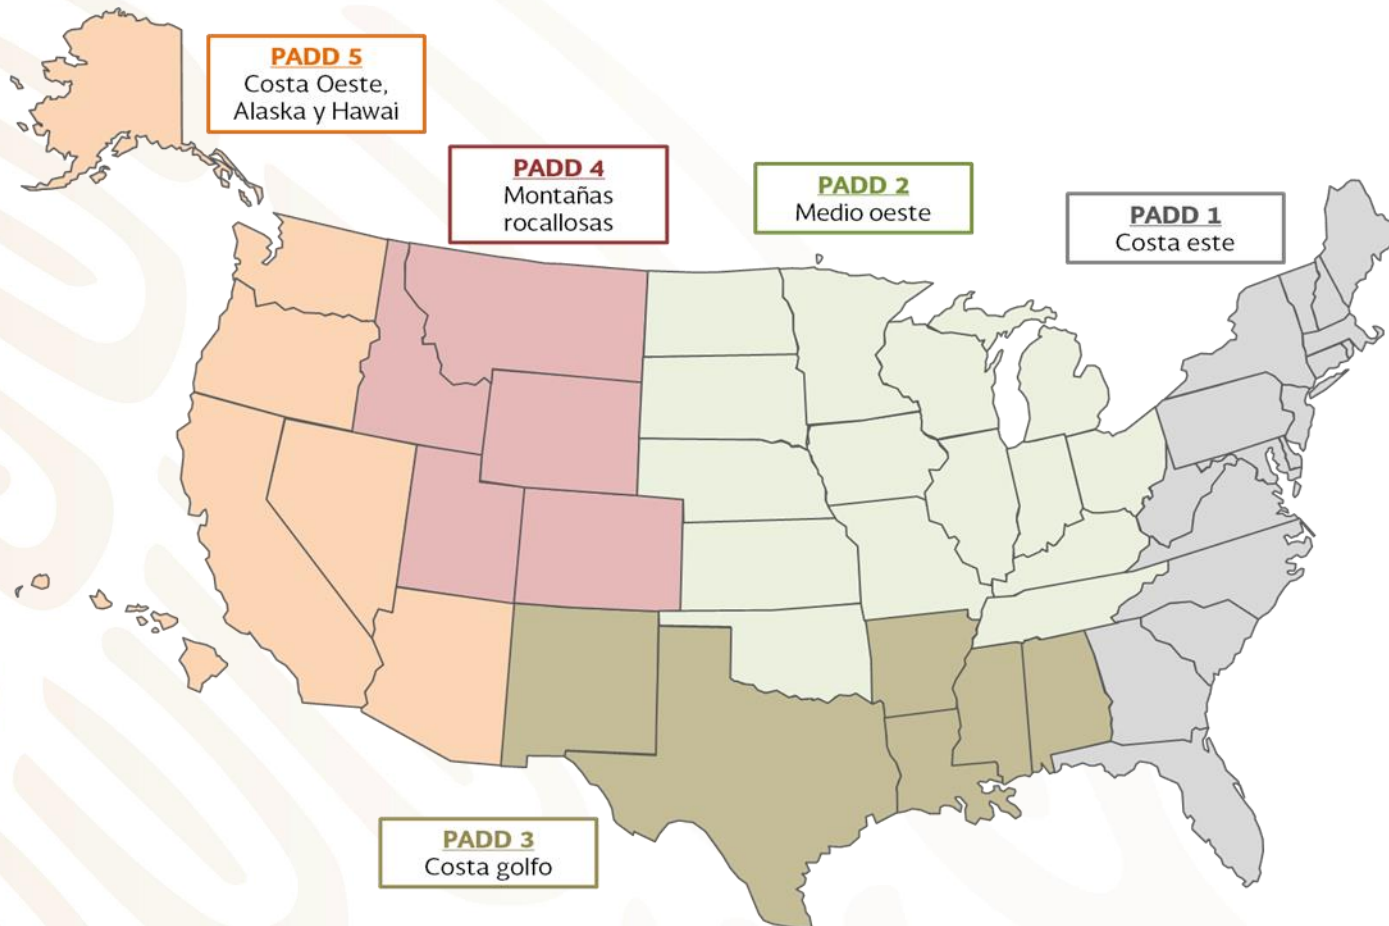 PADD 5
Costa Oeste,
Alaska y Hawai
PADD 4
Montañas
rocallosas
PADD 2
Medio oeste
PADD 1
Costa este
PADD 3
Costa golfo